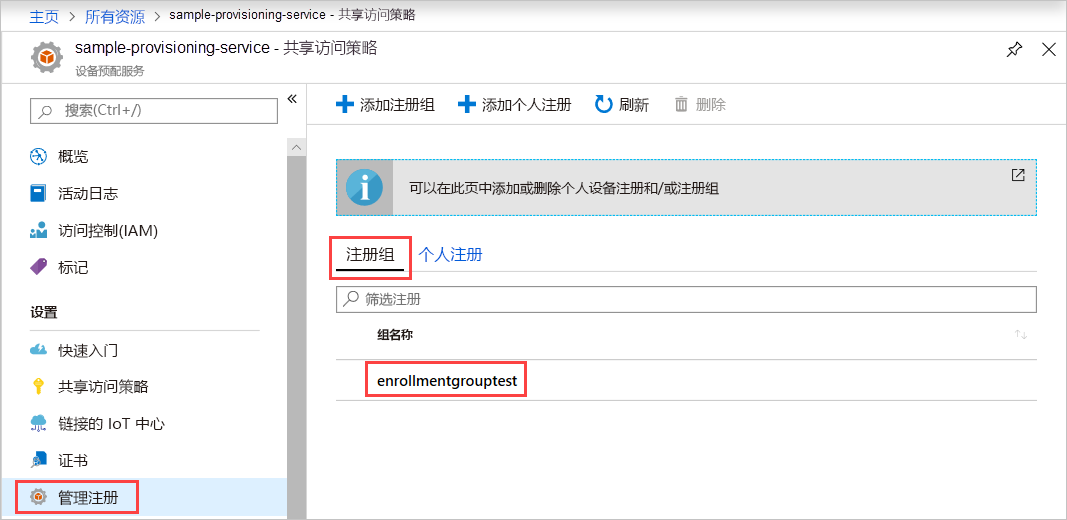 主页 > 所有资源 > sample-provisioning-service - 共享访问策略
sample-provisioning-service - 共享访问策略
设备预配服务
搜索(Ctrl+/)
概览
活动日志
访问控制(IAM)
标记
设置
快速入门
共享访问策略
链接的 IoT 中心
证书
管理注册
添加注册组 添加个人注册 刷新 删除
可以在此页中添加或删除个人设备注册和/或注册组
注册组 个人注册
筛选注册
组名称
enrollmentgrouptest